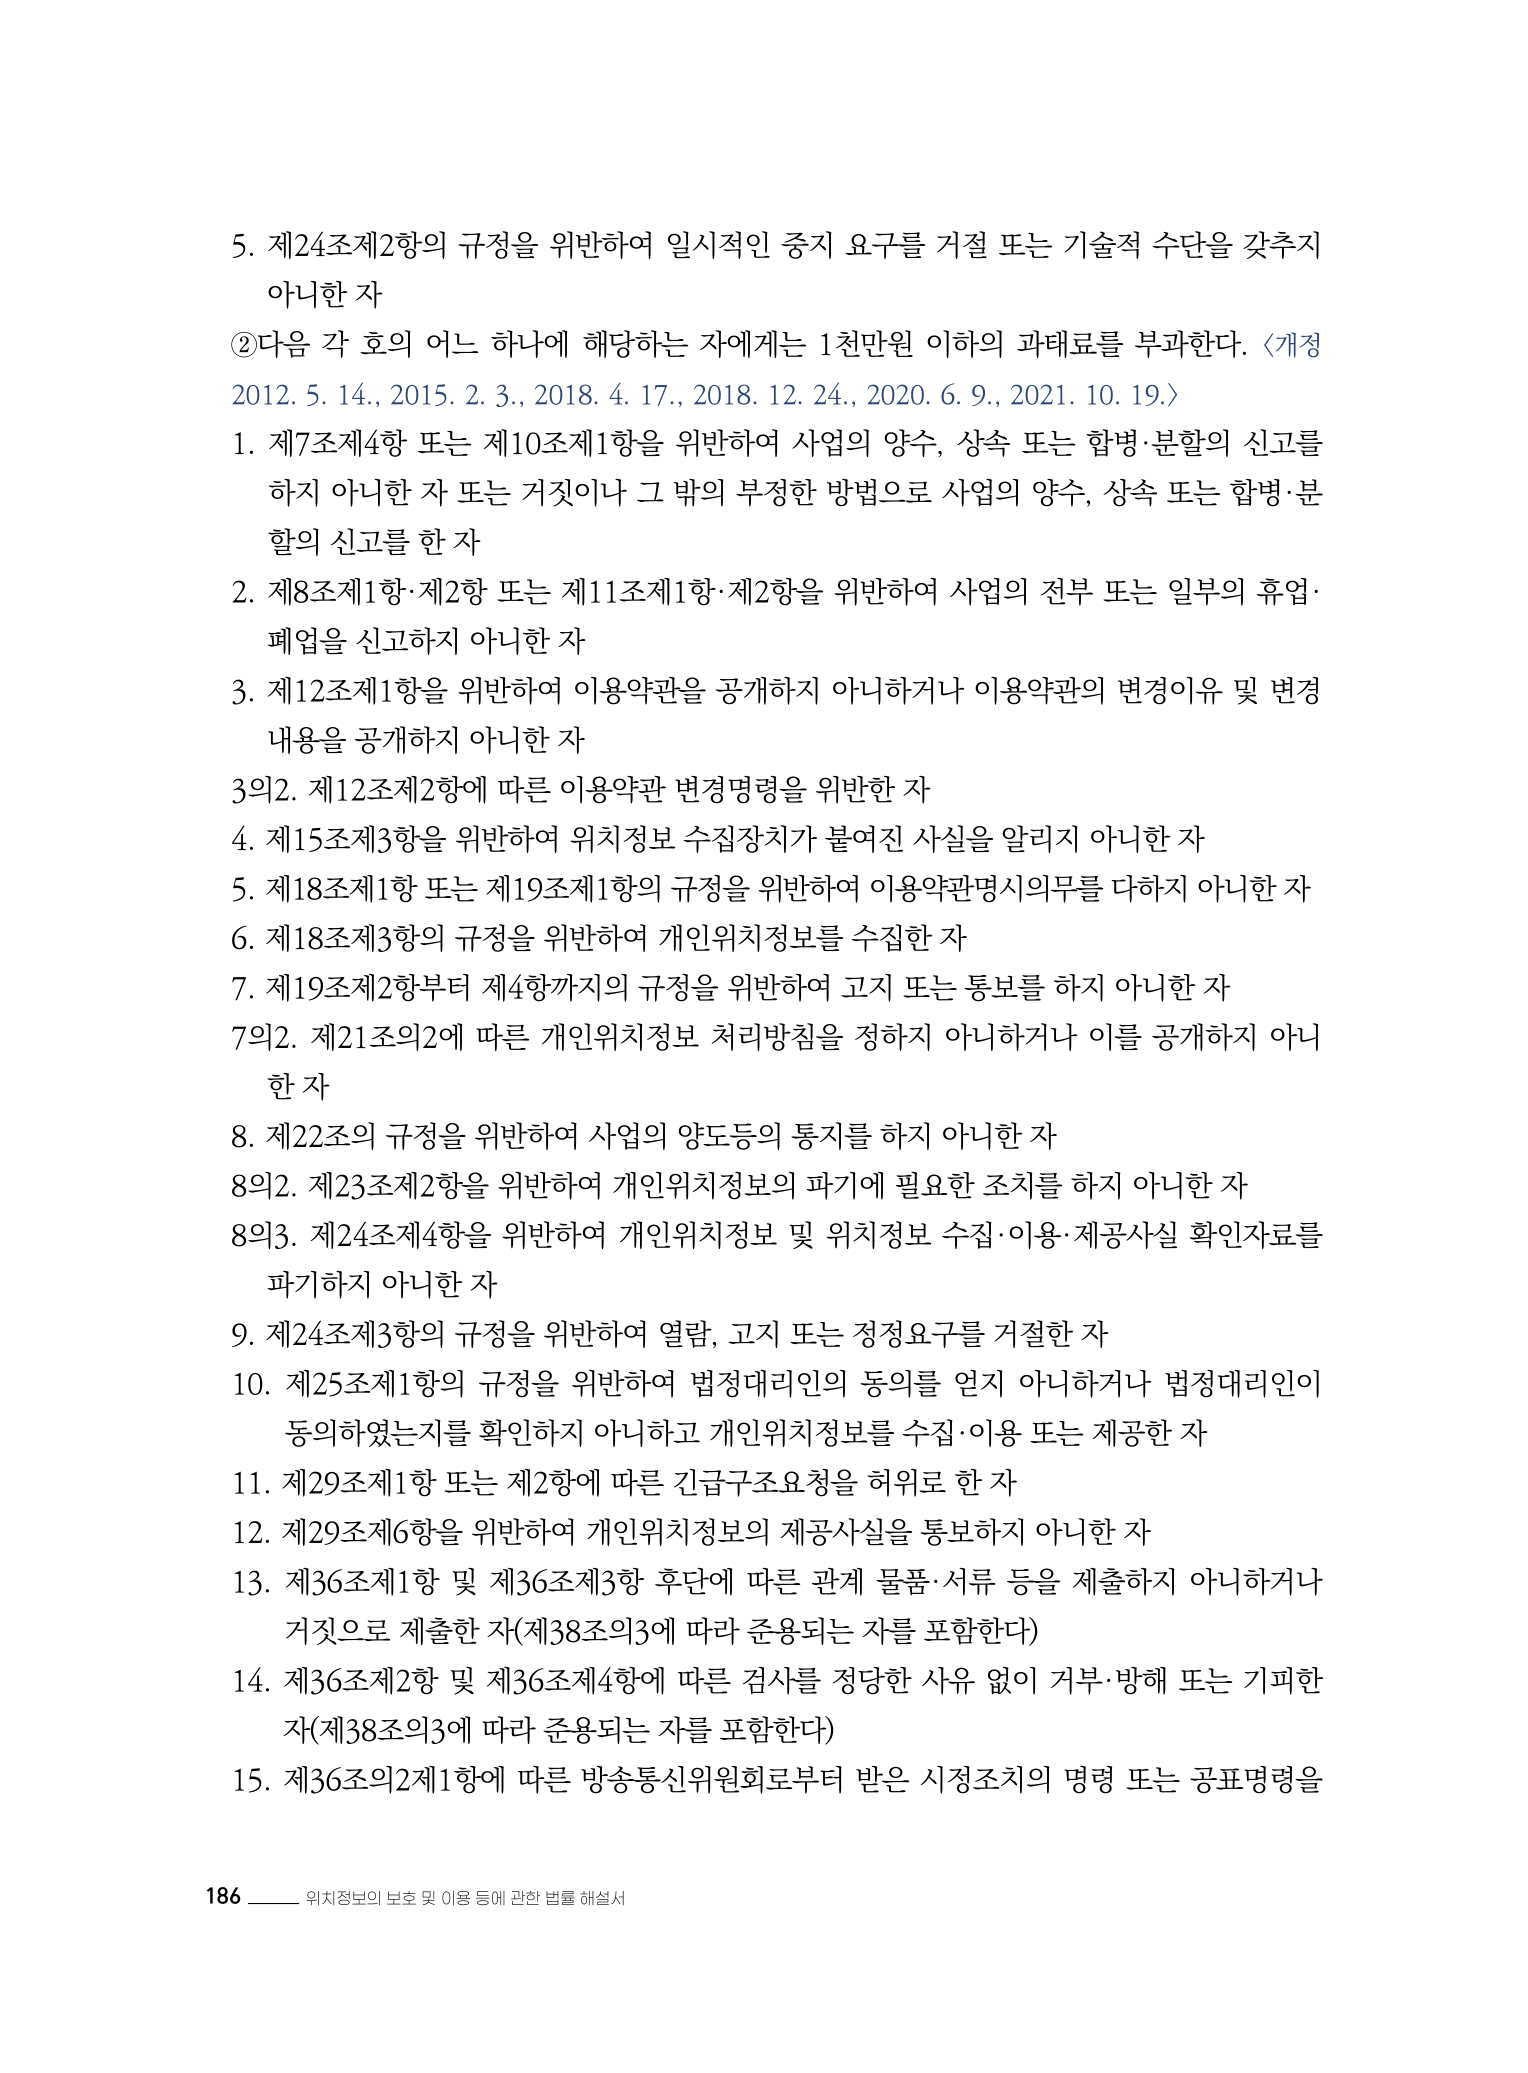 5. 제24조제2항의 규정을 위반하여 일시적인 중지 요구를 거절 또는 기술적 수단을 갖추지
아니한 자
②다음 각 호의 어느 하나에 해당하는 자에게는 1천만원 이하의 과태료를 부과한다. 〈개정
2012. 5. 14., 2015. 2. 3., 2018. 4. 17., 2018. 12. 24., 2020. 6. 9., 2021. 10. 19.〉
1. 제7조제4항 또는 제10조제1항을 위반하여 사업의 양수, 상속 또는 합병·분할의 신고를
하지 아니한 자 또는 거짓이나 그 밖의 부정한 방법으로 사업의 양수, 상속 또는 합병·분
할의 신고를 한 자
2. 제8조제1항·제2항 또는 제11조제1항·제2항을 위반하여 사업의 전부 또는 일부의 휴업·
폐업을 신고하지 아니한 자
3. 제12조제1항을 위반하여 이용약관을 공개하지 아니하거나 이용약관의 변경이유 및 변경
내용을 공개하지 아니한 자
3의2. 제12조제2항에 따른 이용약관 변경명령을 위반한 자
4. 제15조제3항을 위반하여 위치정보 수집장치가 붙여진 사실을 알리지 아니한 자
5. 제18조제1항 또는 제19조제1항의 규정을 위반하여 이용약관명시의무를 다하지 아니한 자
6. 제18조제3항의 규정을 위반하여 개인위치정보를 수집한 자
7. 제19조제2항부터 제4항까지의 규정을 위반하여 고지 또는 통보를 하지 아니한 자
7의2. 제21조의2에 따른 개인위치정보 처리방침을 정하지 아니하거나 이를 공개하지 아니
한 자
8. 제22조의 규정을 위반하여 사업의 양도등의 통지를 하지 아니한 자
8의2. 제23조제2항을 위반하여 개인위치정보의 파기에 필요한 조치를 하지 아니한 자
8의3. 제24조제4항을 위반하여 개인위치정보 및 위치정보 수집·이용·제공사실 확인자료를
파기하지 아니한 자
9. 제24조제3항의 규정을 위반하여 열람, 고지 또는 정정요구를 거절한 자
10. 제25조제1항의 규정을 위반하여 법정대리인의 동의를 얻지 아니하거나 법정대리인이
동의하였는지를 확인하지 아니하고 개인위치정보를 수집·이용 또는 제공한 자
11. 제29조제1항 또는 제2항에 따른 긴급구조요청을 허위로 한 자
12. 제29조제6항을 위반하여 개인위치정보의 제공사실을 통보하지 아니한 자
13. 제36조제1항 및 제36조제3항 후단에 따른 관계 물품·서류 등을 제출하지 아니하거나
거짓으로 제출한 자(제38조의3에 따라 준용되는 자를 포함한다)
14. 제36조제2항 및 제36조제4항에 따른 검사를 정당한 사유 없이 거부·방해 또는 기피한
자(제38조의3에 따라 준용되는 자를 포함한다)
15. 제36조의2제1항에 따른 방송통신위원회로부터 받은 시정조치의 명령 또는 공표명령을
186 위치정보의 보호 및 이용 등에 관한 법률 해설서